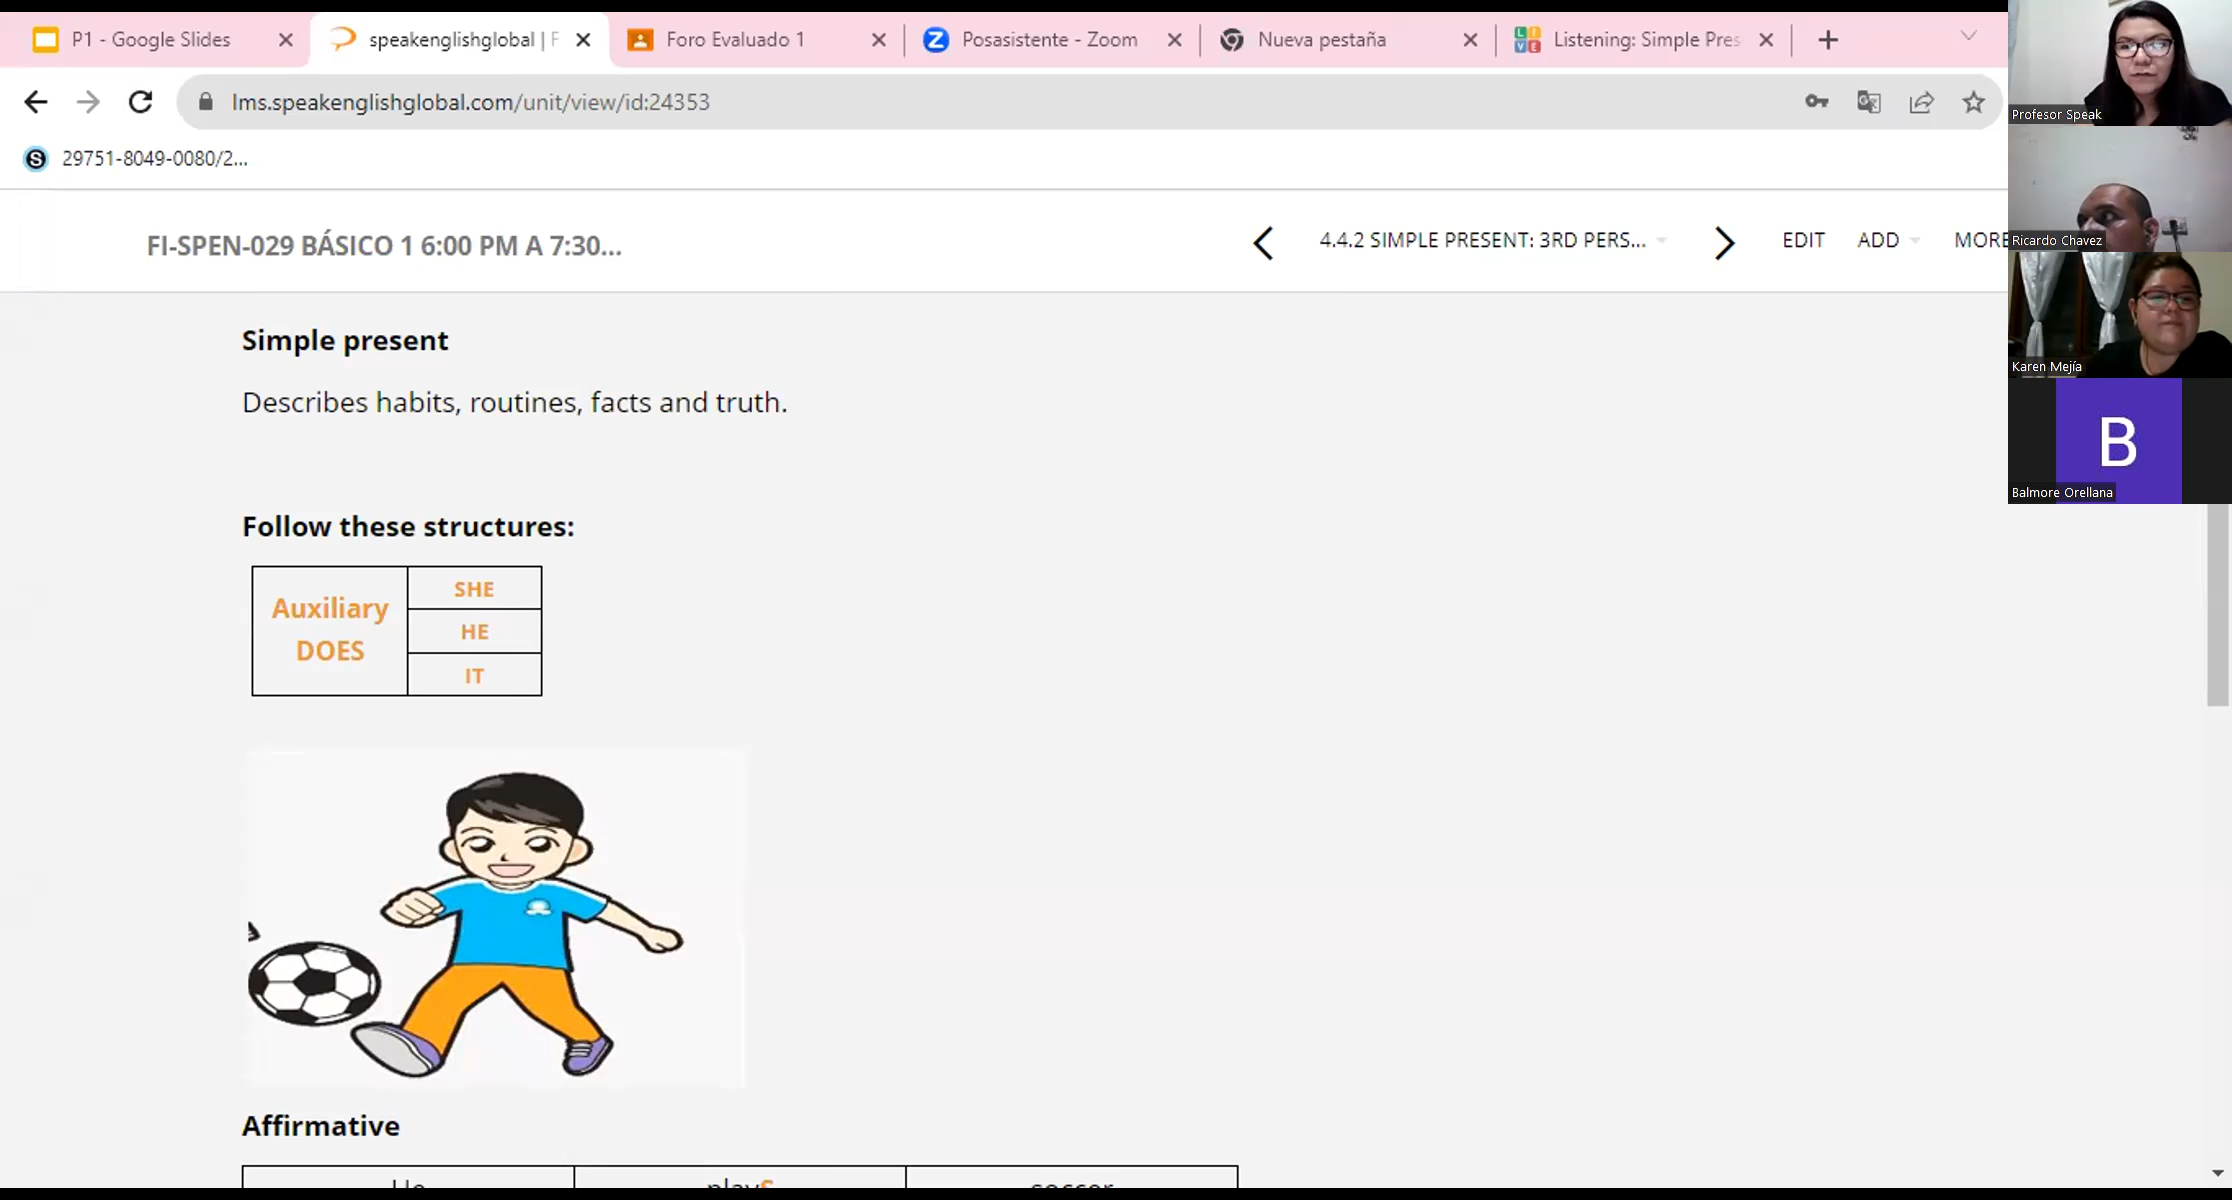 P1 - Google Slides
speakenglishglobal | F
Foro Evaluado 1
Posasistente - Zoom
Nueva pestaña
Listening: Simple Pres
lms.speakenglishglobal.com/unit/view/id:24353
29751-8049-0080/2...
FI-SPEN-029 BÁSICO 1 6:00 PM A 7:30...
4.4.2 SIMPLE PRESENT: 3RD PERS...
EDIT
ADD
MORE
Profesor Speak
Ricardo Chavez
Karen Mejía
B
Balmore Orellana
Simple present
Describes habits, routines, facts and truth.
Follow these structures:
Auxiliary
DOES
SHE
HE
IT
Affirmative
He playS soccer